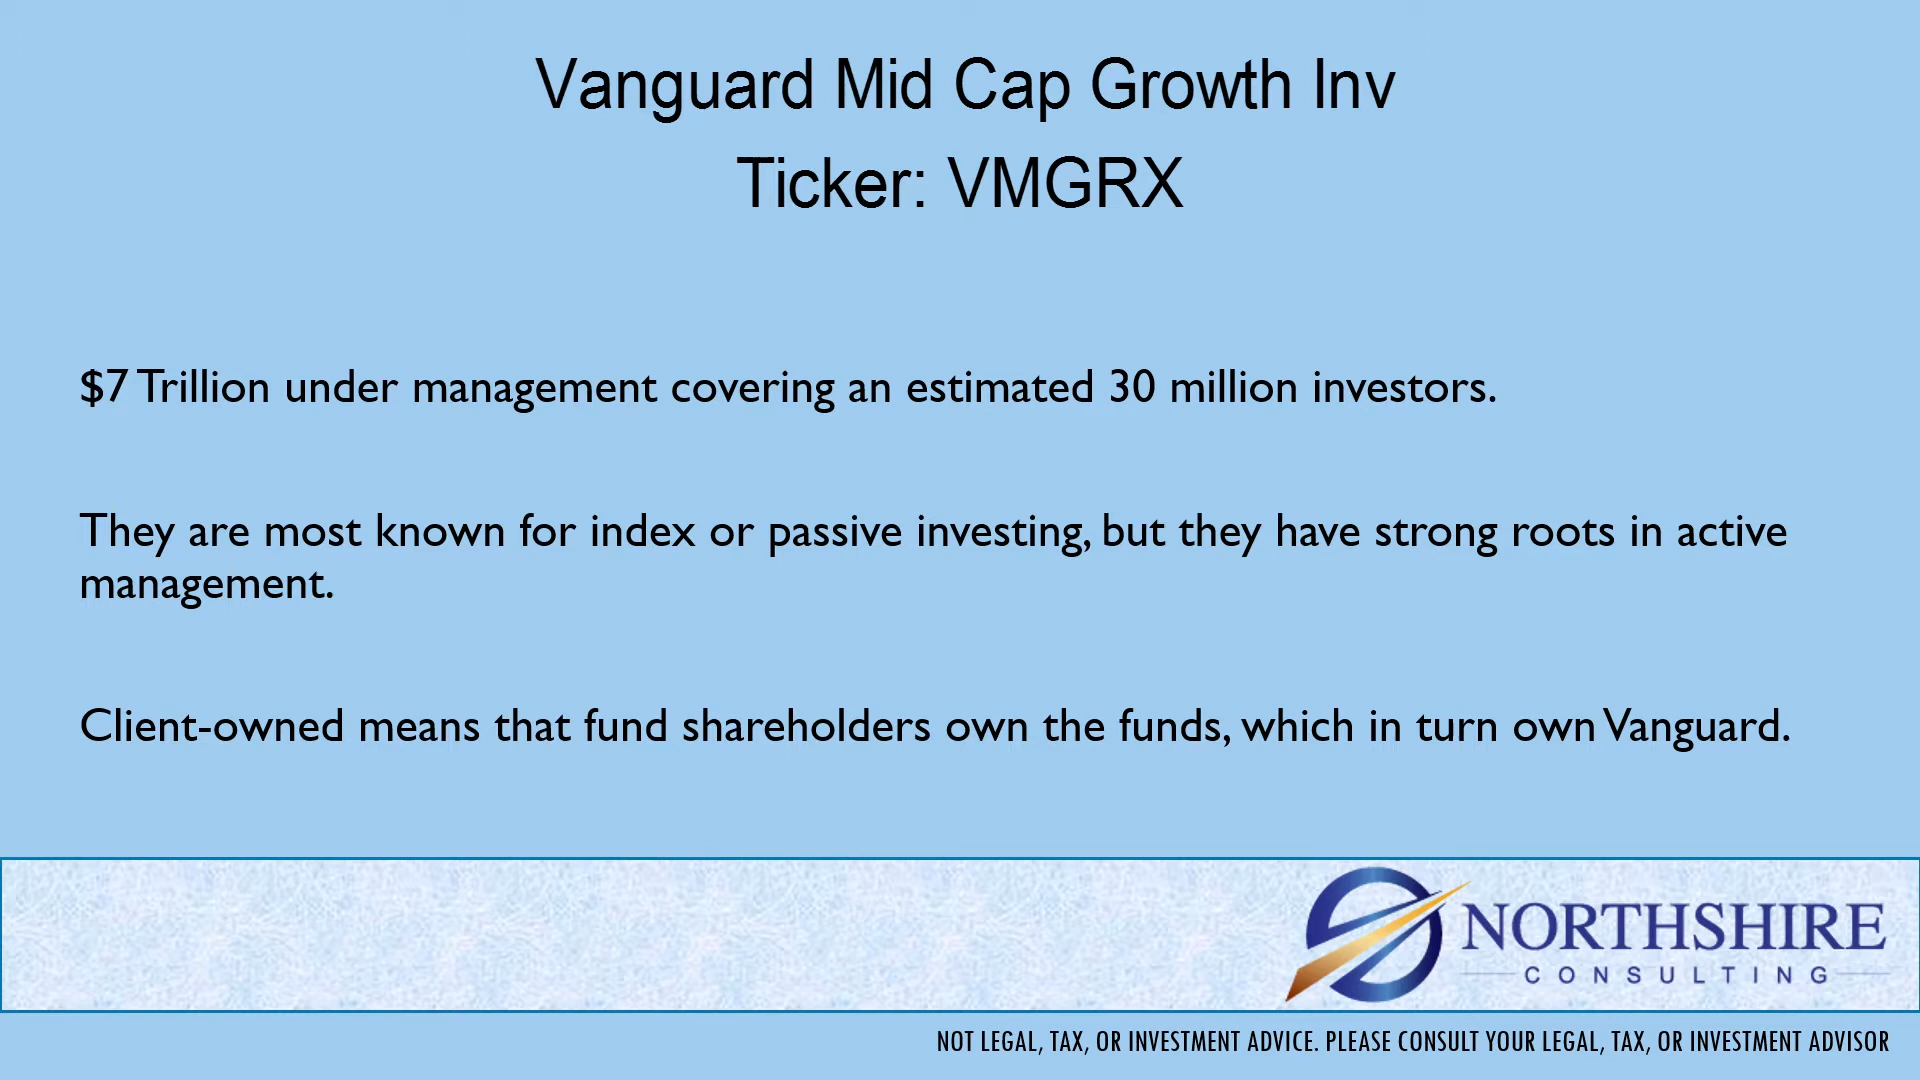 Vanguard Mid Cap Growth Inv
Ticker: VMGRX
$7 Trillion under management covering an estimated 30 million investors.
They are most known for index or passive investing, but they have strong roots in active
management.
Client-owned means that fund shareholders own the funds, which in turn own Vanguard.
NORTHSHIRE
CONSULTING
NOT LEGAL, TAX, OR INVESTMENT ADVICE. PLEASE CONSULT YOUR LEGAL, TAX, OR INVESTMENT ADVISOR